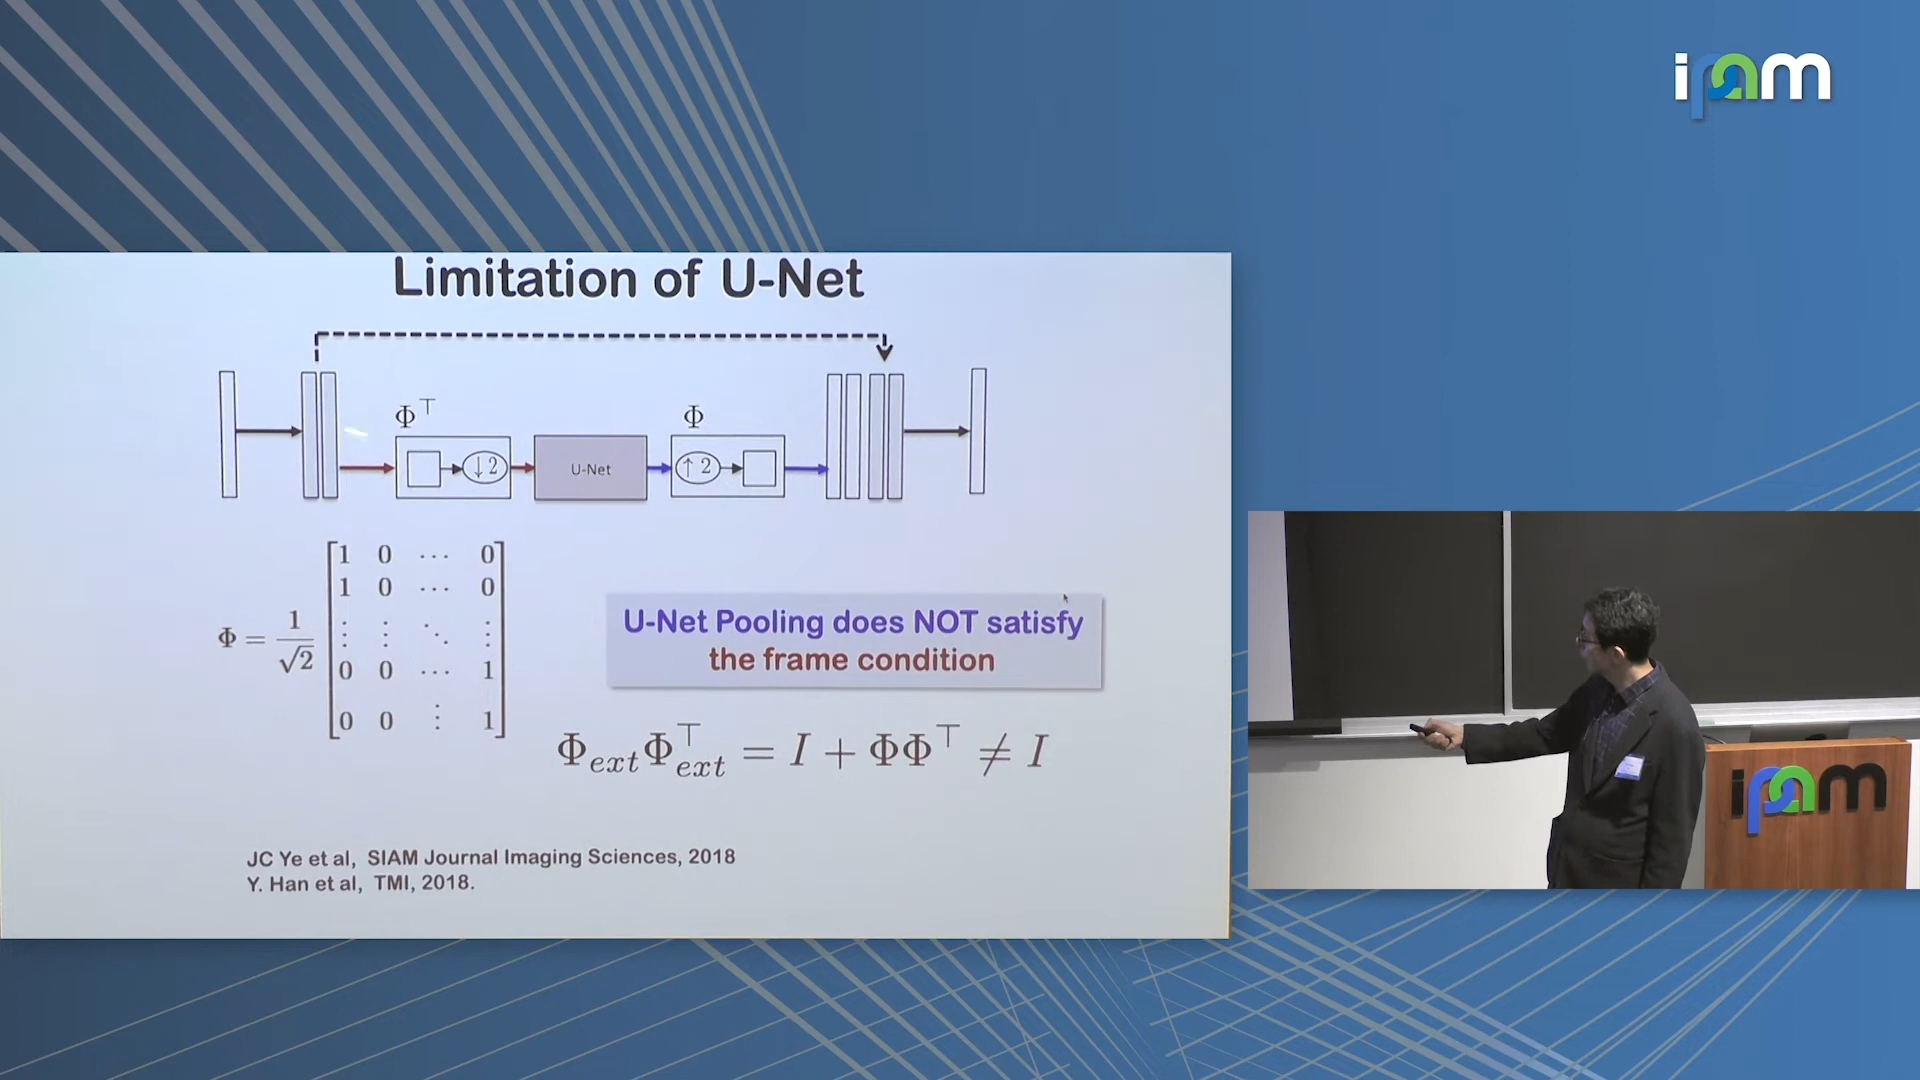 ipam
Limitation of U-Net
Φ⊤
Φ
↓2
U-Net
↑2
Φ = 1/√2 [1 0 ⋯ 0
1 0 ⋯ 0
⋮ ⋮ ⋱ ⋮
0 0 ⋯ 1
0 0 ⋮ 1]
U-Net Pooling does NOT satisfy
the frame condition
Φ_ext Φ_ext^⊤ = I + ΦΦ^⊤ ≠ I
JC Ye et al, SIAM Journal Imaging Sciences, 2018
Y. Han et al, TMI, 2018.
ipam